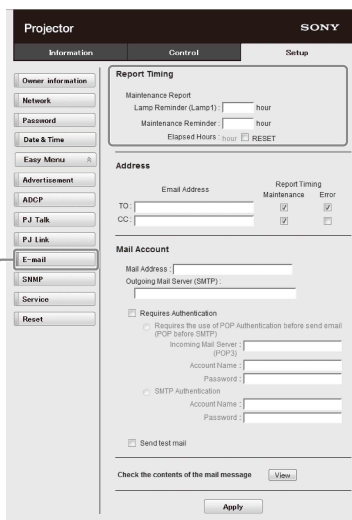 Projector
SONY
Information
Control
Setup
Owner information
Network
Password
Date & Time
Easy Menu
Advertisement
ADCP
PJ Talk
PJ Link
E-mail
SNMP
Service
Reset
Report Timing
Maintenance Report
Lamp Reminder (Lamp1) : hour
Maintenance Reminder : hour
Elapsed Hours : hour RESET
Address
Report Timing
Email Address
Maintenance Error
TO :
CC :
Mail Account
Mail Address :
Outgoing Mail Server (SMTP) :
Requires Authentication
Requires the use of POP Authentication before send email
(POP before SMTP)
Incoming Mail Server :
(POP3)
Account Name :
Password :
SMTP Authentication
Account Name :
Password :
Send test mail
Check the contents of the mail message View
Apply